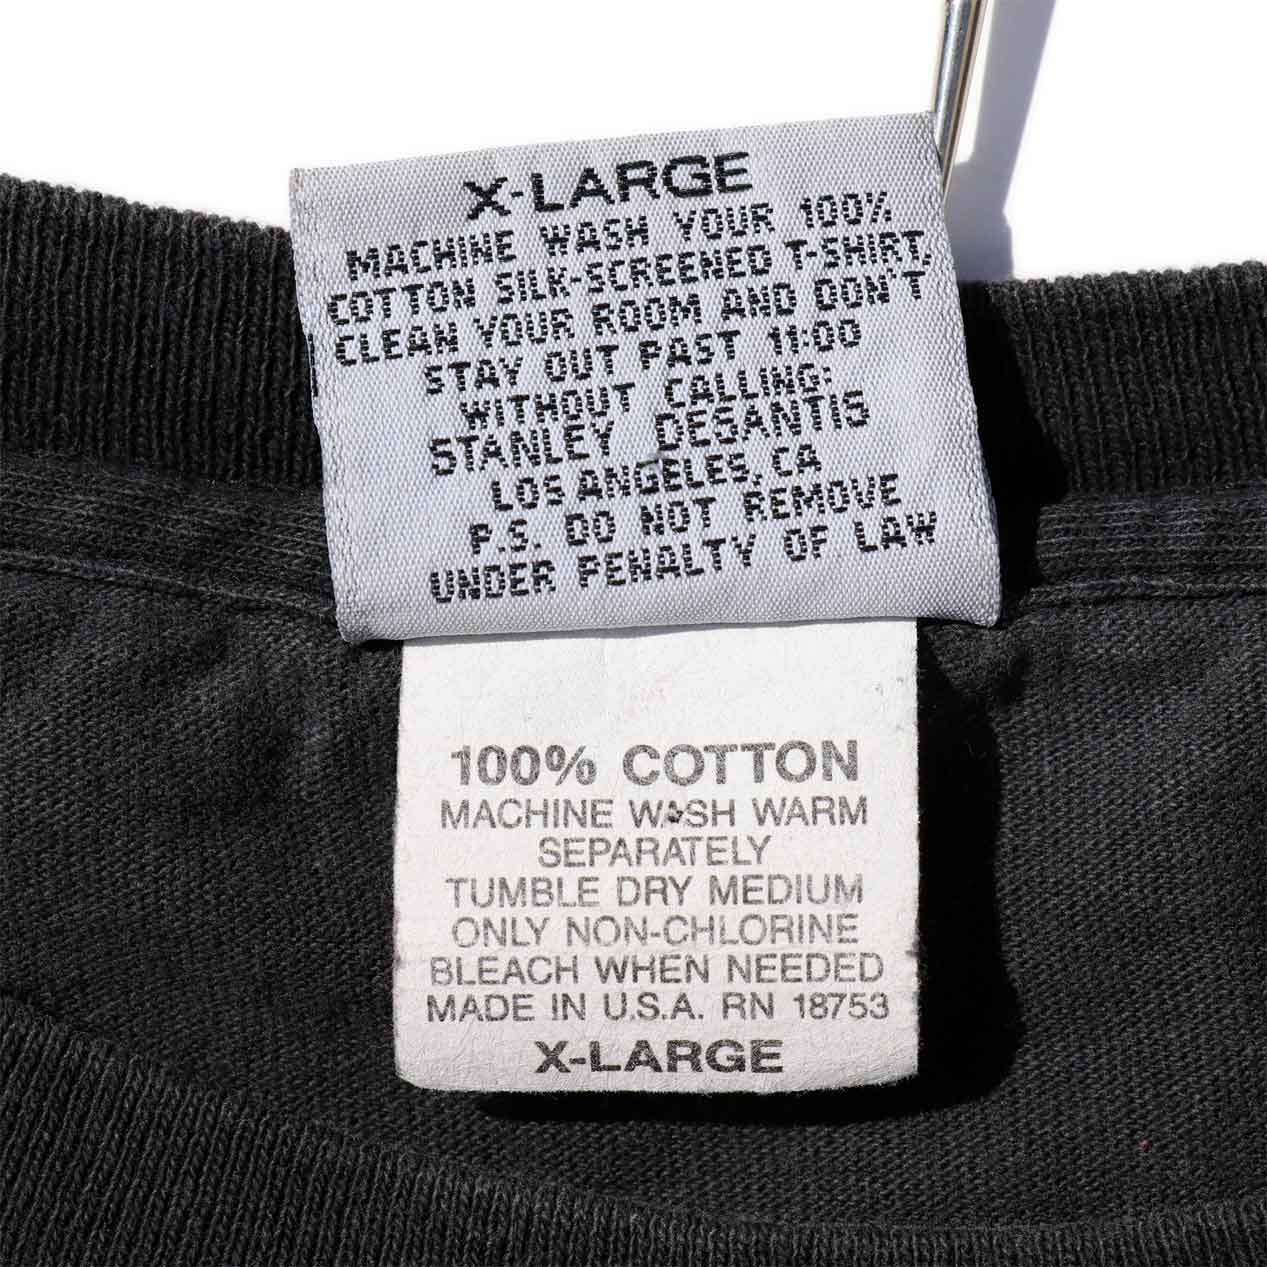 X-LARGE
MACHINE WASH YOUR 100%
COTTON SILK-SCREENED T-SHIRT,
CLEAN YOUR ROOM AND DON'T
STAY OUT PAST 11:00
WITHOUT CALLING:
STANLEY DESANTIS
LOS ANGELES, CA
P.S. DO NOT REMOVE
UNDER PENALTY OF LAW
100% COTTON
MACHINE WASH WARM
SEPARATELY
TUMBLE DRY MEDIUM
ONLY NON-CHLORINE
BLEACH WHEN NEEDED
MADE IN U.S.A. RN 18753
X-LARGE